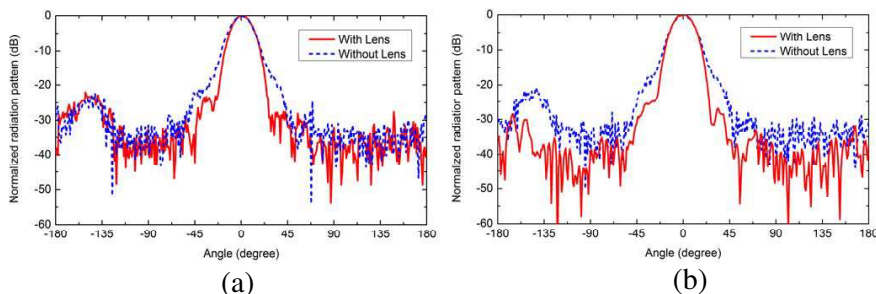 0
-10
-20
-30
-40
-50
-60
-180 -135 -90 -45 0 45 90 135 180
Normalized radiation pattern (dB)
Angle (degree)
With Lens
Without Lens
(a)
0
-10
-20
-30
-40
-50
-60
-180 -135 -90 -45 0 45 90 135 180
Normalized radiation pattern (dB)
Angle (degree)
With Lens
Without Lens
(b)